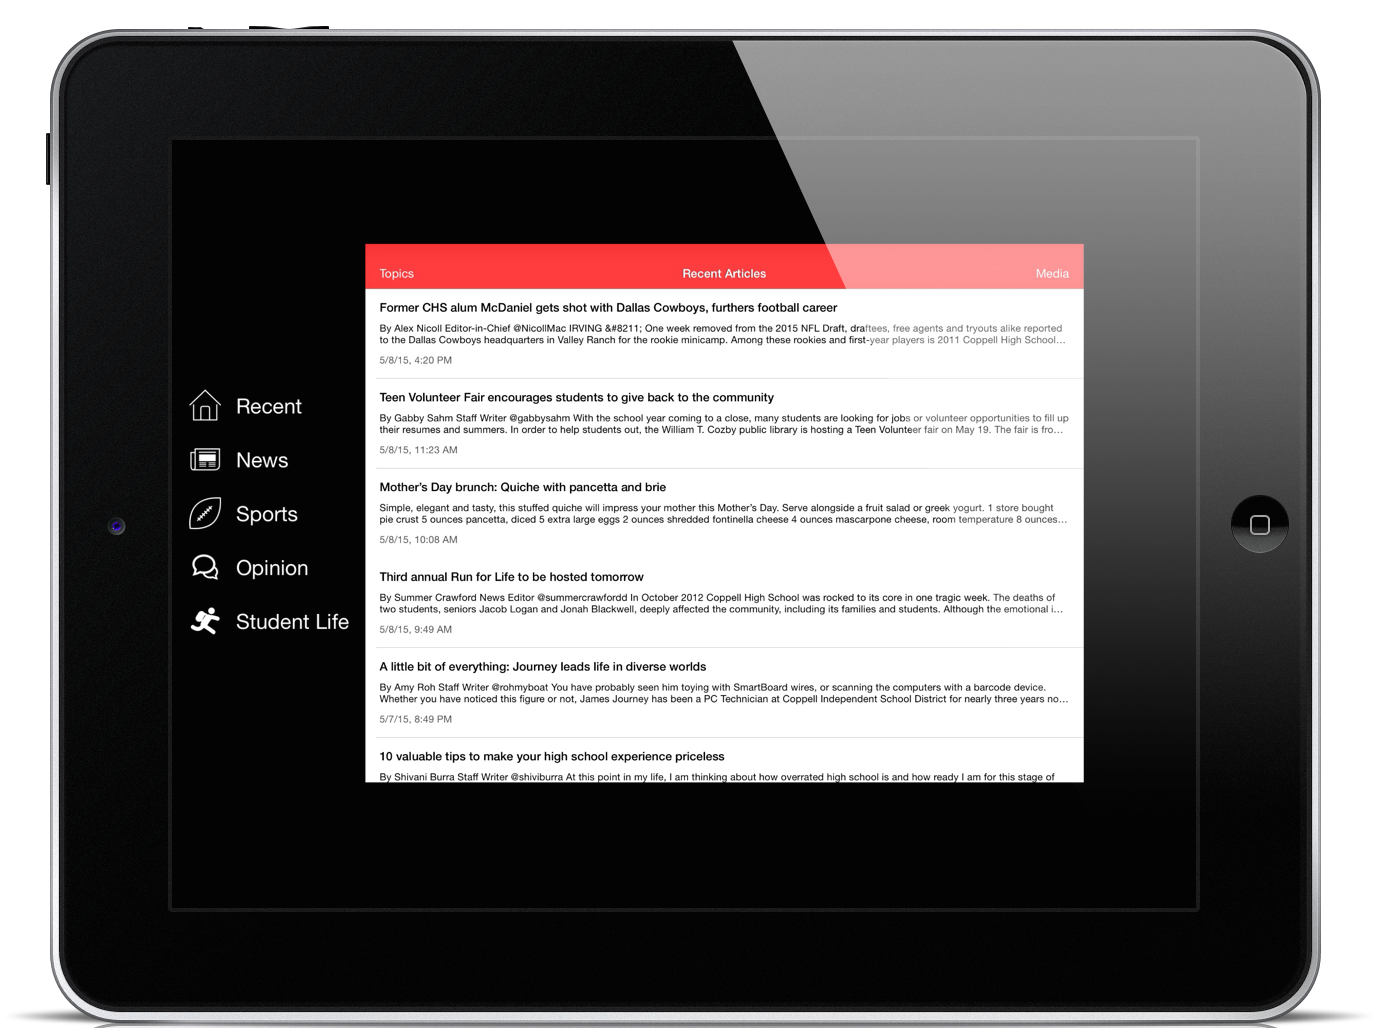 Topics
Recent Articles
Media
Recent
News
Sports
Opinion
Student Life
Former CHS alum McDaniel gets shot with Dallas Cowboys, furthers football career
By Alex Nicoll Editor-in-Chief @NicollMac IRVING &#8211; One week removed from the 2015 NFL Draft, draftees, free agents and tryouts alike reported
to the Dallas Cowboys headquarters in Valley Ranch for the rookie minicamp. Among these rookies and first-year players is 2011 Coppell High School…
5/8/15, 4:20 PM
Teen Volunteer Fair encourages students to give back to the community
By Gabby Sahm Staff Writer @gabbysahm With the school year coming to a close, many students are looking for jobs or volunteer opportunities to fill up
their resumes and summers. In order to help students out, the William T. Cozby public library is hosting a Teen Volunteer fair on May 19. The fair is fro…
5/8/15, 11:23 AM
Mother’s Day brunch: Quiche with pancetta and brie
Simple, elegant and tasty, this stuffed quiche will impress your mother this Mother’s Day. Serve alongside a fruit salad or greek yogurt. 1 store bought
pie crust 5 ounces pancetta, diced 5 extra large eggs 2 ounces shredded fontinella cheese 4 ounces mascarpone cheese, room temperature 8 ounces…
5/8/15, 10:08 AM
Third annual Run for Life to be hosted tomorrow
By Summer Crawford News Editor @summercrawfordd In October 2012 Coppell High School was rocked to its core in one tragic week. The deaths of
two students, seniors Jacob Logan and Jonah Blackwell, deeply affected the community, including its families and students. Although the emotional i…
5/8/15, 9:49 AM
A little bit of everything: Journey leads life in diverse worlds
By Amy Roh Staff Writer @rohmyboat You have probably seen him toying with SmartBoard wires, or scanning the computers with a barcode device.
Whether you have noticed this figure or not, James Journey has been a PC Technician at Coppell Independent School District for nearly three years no…
5/7/15, 8:49 PM
10 valuable tips to make your high school experience priceless
By Shivani Burra Staff Writer @shiviburra At this point in my life, I am thinking about how overrated high school is and how ready I am for this stage of